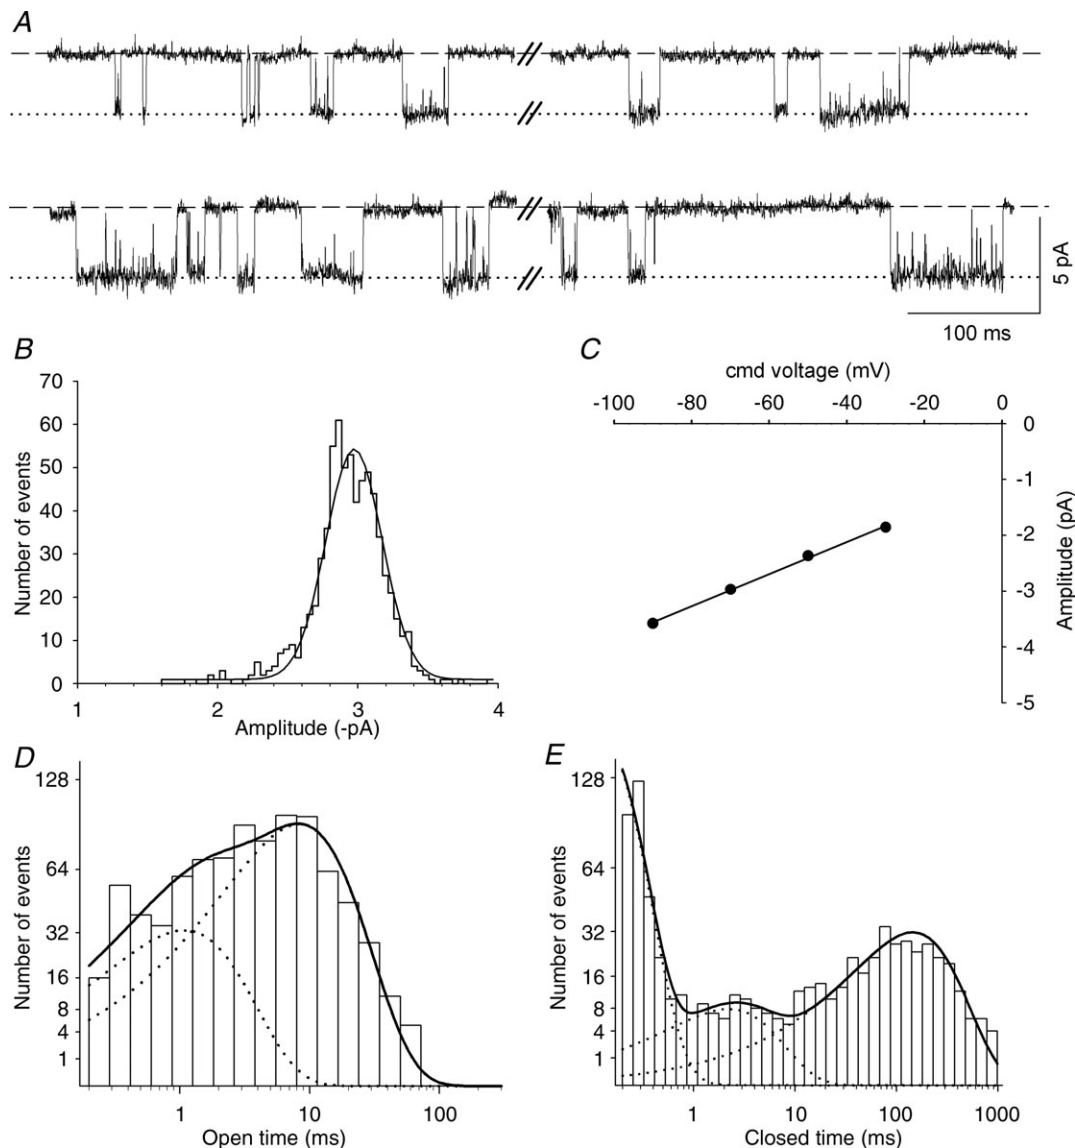 A
5 pA
100 ms
B
Number of events
70
60
50
40
30
20
10
0
1 2 3 4
Amplitude (-pA)
C
cmd voltage (mV)
-100 -80 -60 -40 -20 0
0
-1
-2
-3
-4
-5
Amplitude (pA)
D
Number of events
128
64
32
16
8
4
1
1 10 100
Open time (ms)
E
Number of events
128
64
32
16
8
4
1
1 10 100 1000
Closed time (ms)